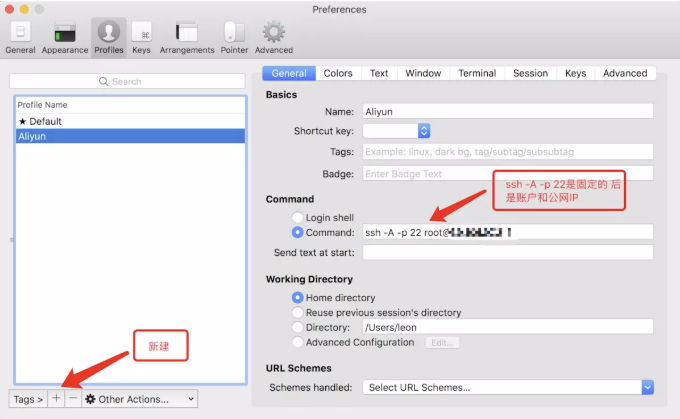 Preferences
General
Appearance
Profiles
Keys
Arrangements
Pointer
Advanced
Search
Profile Name
★ Default
Aliyun
General
Colors
Text
Window
Terminal
Session
Keys
Advanced
Basics
Name: Aliyun
Shortcut key:
Tags: Example: linux, dark bg, tag/subtag/subsubtag
Badge: Enter Badge Text
ssh -A -p 22是固定的 后
是账户和公网IP
Command
Login shell
Command: ssh -A -p 22 root@
Send text at start:
Working Directory
Home directory
Reuse previous session's directory
Directory: /Users/leon
Advanced Configuration Edit...
URL Schemes
Schemes handled: Select URL Schemes...
新建
Tags > + − Other Actions...